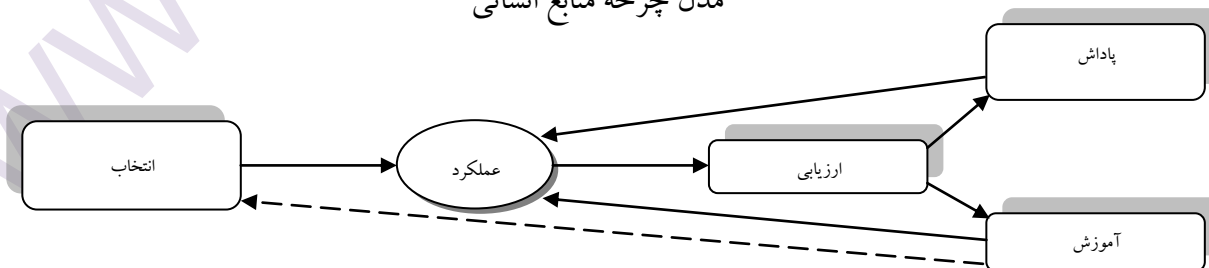 مدل چرخه منابع انسانی
پاداش
انتخاب
عملکرد
ارزیابی
آموزش